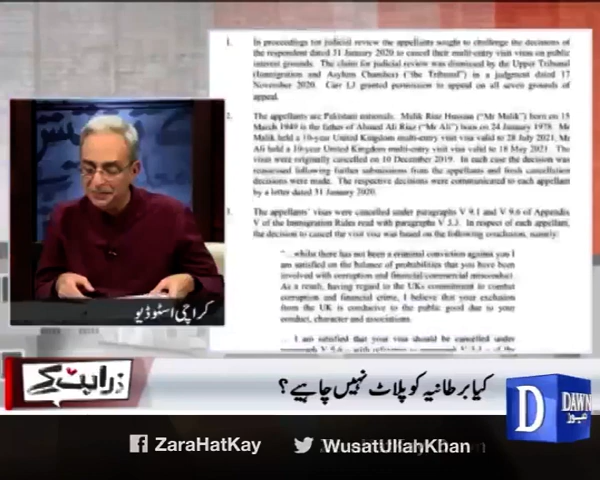 1. In proceedings for judicial review the appellants sought to challenge the decisions of
the respondent dated 31 January 2020 to cancel their multi-entry visit visas on public
interest grounds. The claim for judicial review was dismissed by the Upper Tribunal
(Immigration and Asylum Chamber) ("the Tribunal") in a judgment dated 17
November 2020. Carr LJ granted permission to appeal on all seven grounds of
appeal.
2. The appellants are Pakistan nationals. Malik Riaz Hussain ("Mr Malik") born on 15
March 1949 is the father of Ahmed Ali Riaz ("Mr Ali") born on 24 January 1978. Mr
Malik held a 10-year United Kingdom multi-entry visit visa valid to 28 July 2021. Mr
Ali held a 10-year United Kingdom multi-entry visit visa valid to 18 May 2021. The
visas were originally cancelled on 10 December 2019. In each case the decision was
reassessed following further submissions from the appellants and fresh cancellation
decisions were made. The respective decisions were communicated to each appellant
by a letter dated 31 January 2020.
3. The appellants' visas were cancelled under paragraphs V 9.1 and V 9.6 of Appendix
V of the Immigration Rules read with paragraphs V 3.3. In respect of each appellant,
the decision to cancel the visit visa was based on the following conclusion, namely:
"…whilst there has not been a criminal conviction against you I
am satisfied on the balance of probabilities that you have been
involved with corruption and financial/commercial misconduct.
As a result, having regard to the UKs commitment to combat
corruption and financial crime, I believe that your exclusion
from the UK is conducive to the public good due to your
conduct, character and associations.
… I am satisfied that your visa should be cancelled under
کراچی اسٹوڈیو
ذرا ہٹ کے
کیا برطانیہ کو پلاٹ نہیں چاہیے؟
D DAWN
نیوز
ZaraHatKay WusatUllahKhan